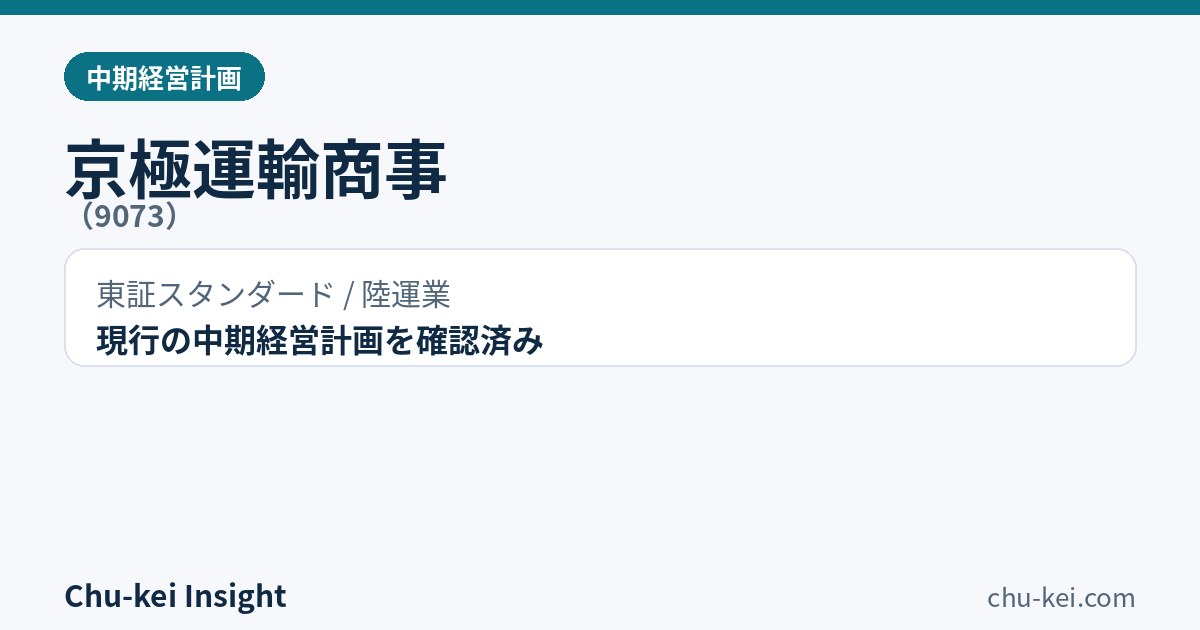 中期経営計画
京極運輸商事
（9073）
東証スタンダード / 陸運業
現行の中期経営計画を確認済み
Chu-kei Insight
chu-kei.com